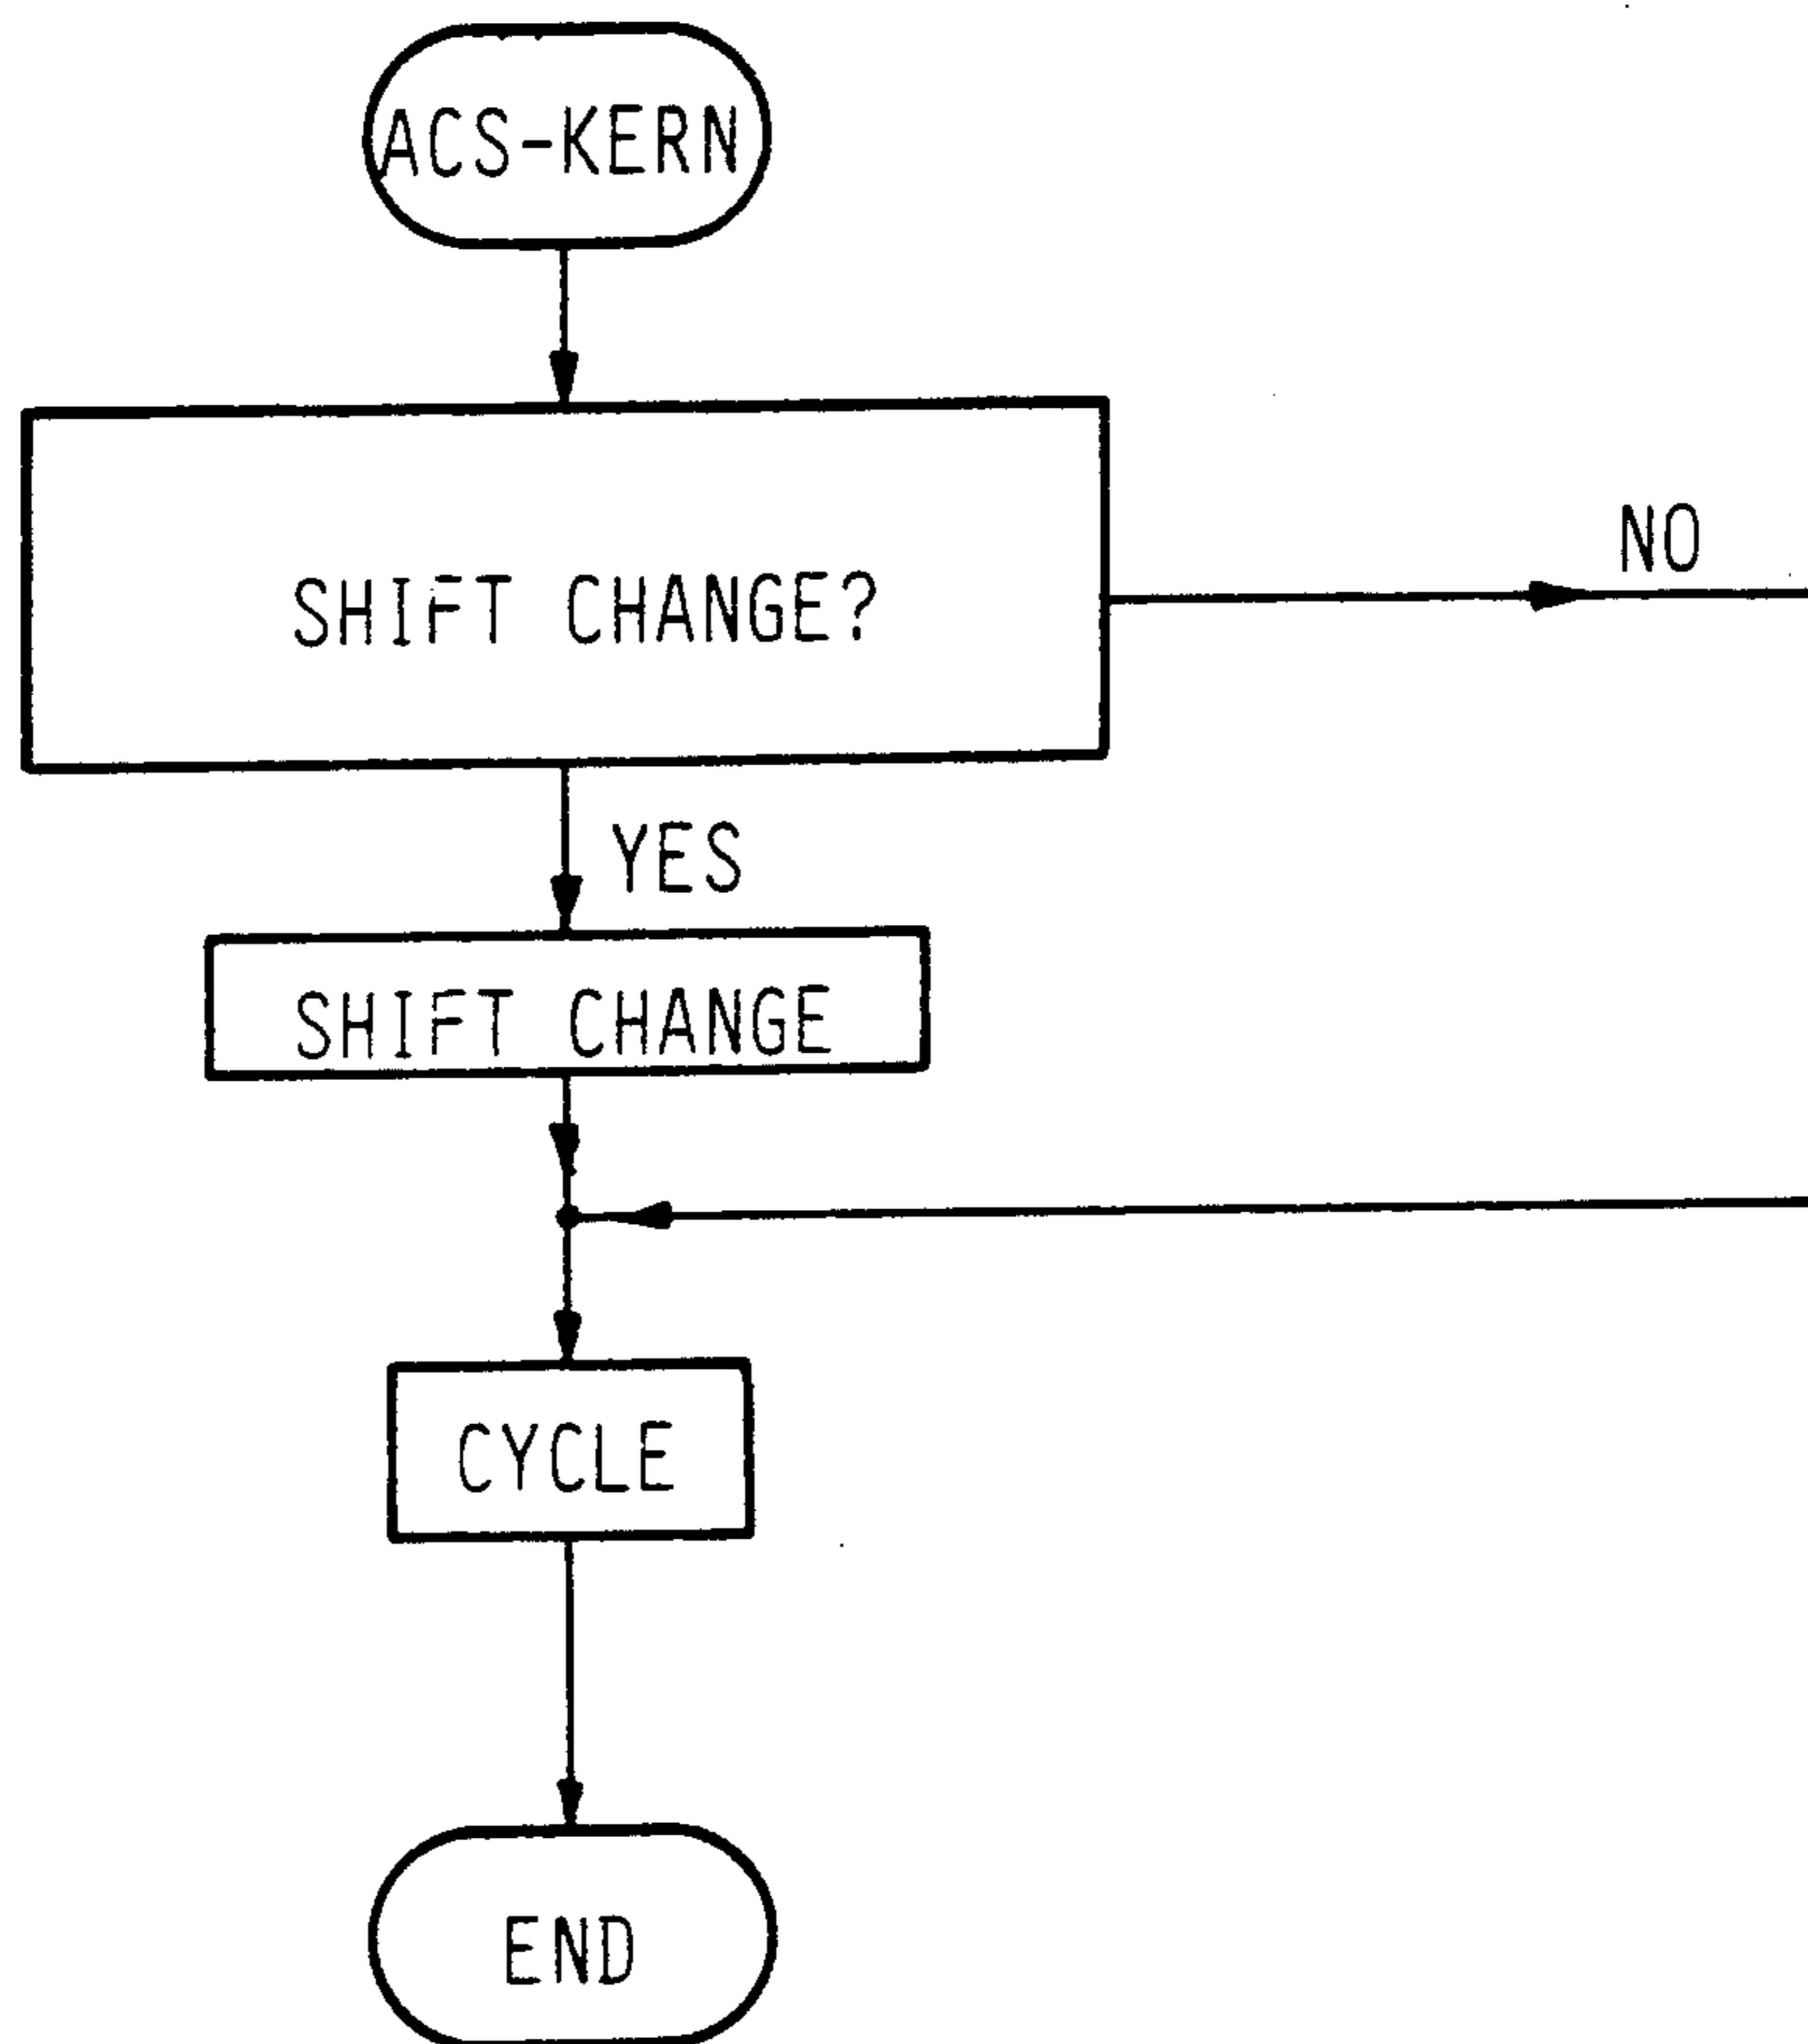 ACS-KERN
SHIFT CHANGE?
NO
YES
SHIFT CHANGE
CYCLE
END